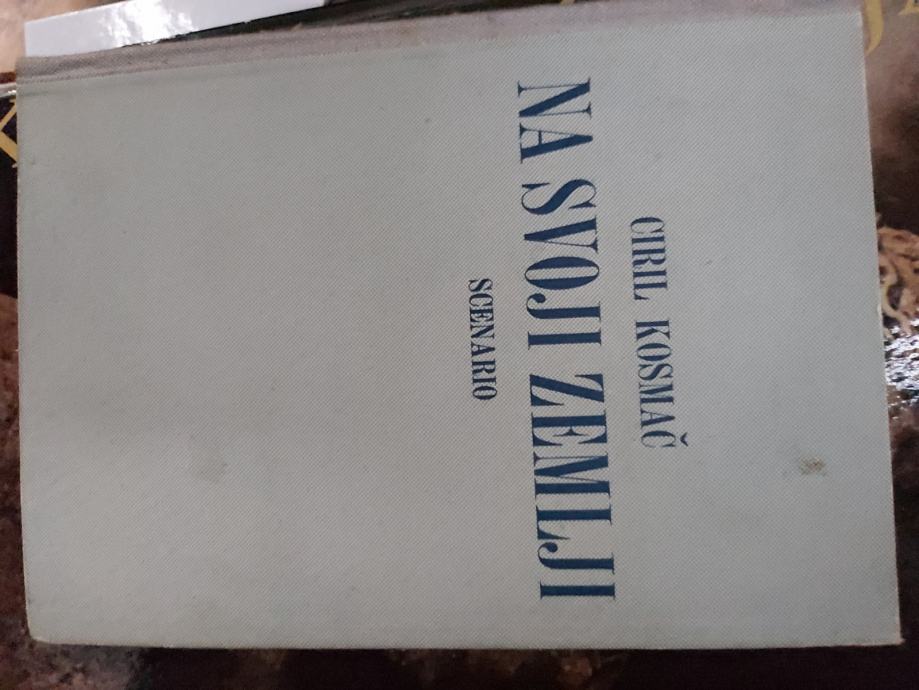 CIRIL KOSMAČ
NA SVOJI ZEMLJI
SCENARIO